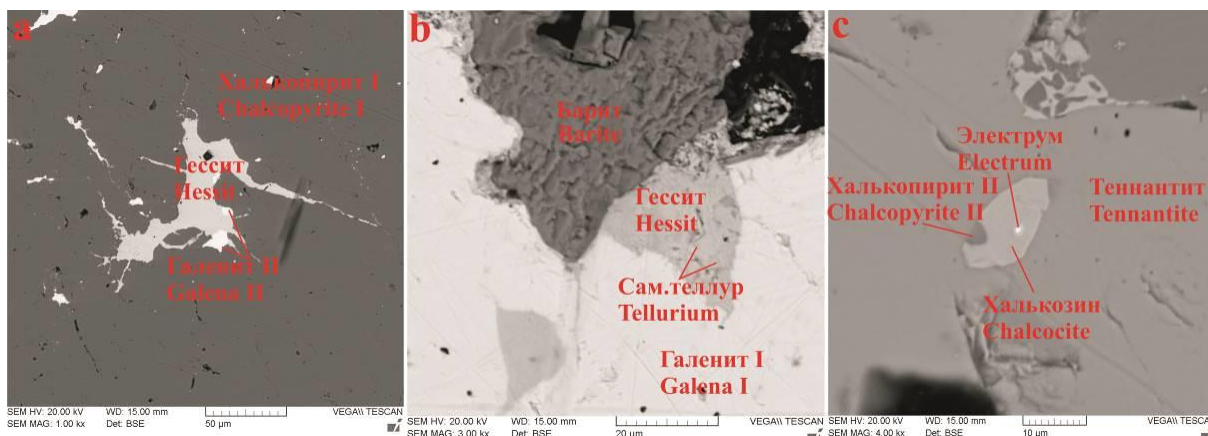 a
Халькопирит I
Chalcopyrite I
Гессит
Hessit
Галенит II
Galena II
SEM HV: 20.00 kV WD: 15.00 mm VEGA\\ TESCAN
SEM MAG: 1.00 kx Det: BSE 50 µm
b
Барит
Barite
Гессит
Hessit
Сам.теллур
Tellurium
Галенит I
Galena I
SEM HV: 20.00 kV WD: 15.00 mm VEGA\\ TESCAN
SEM MAG: 3.00 kx Det: BSE 20 µm
c
Электрум
Electrum
Халькопирит II
Chalcopyrite II
Теннантит
Tennantite
Халькозин
Chalcocite
SEM HV: 20.00 kV WD: 15.00 mm VEGA\\ TESCAN
SEM MAG: 4.00 kx Det: BSE 10 µm